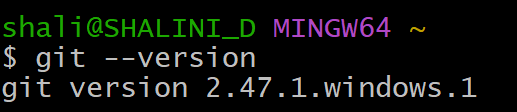 shali@SHALINI_D MINGW64 ~
$ git --version
git version 2.47.1.windows.1